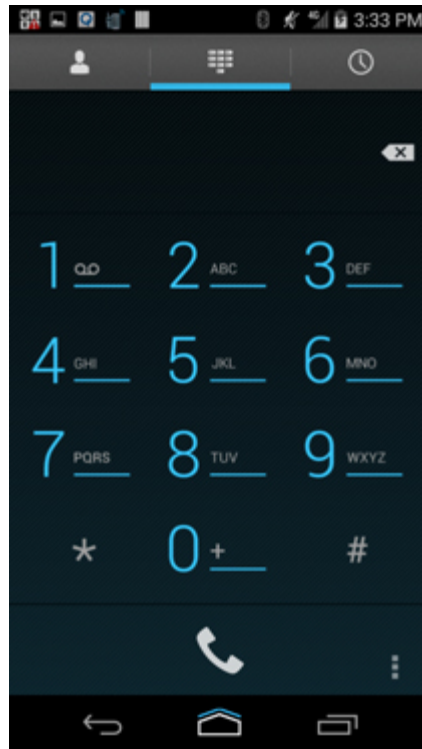 4G 3:33 PM
1
2 ABC
3 DEF
4 GHI
5 JKL
6 MNO
7 PQRS
8 TUV
9 WXYZ
*
0 +
#